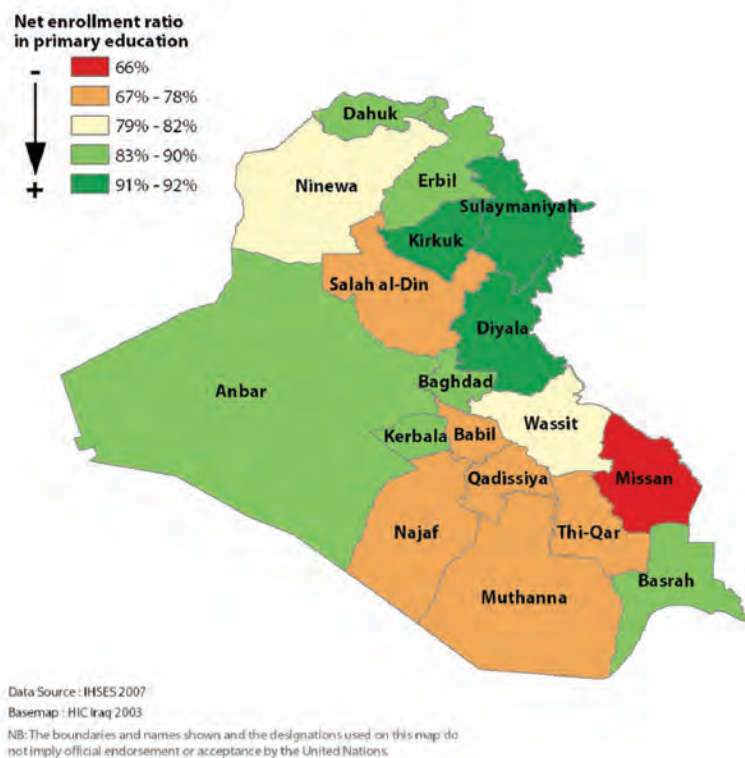 Net enrollment ratio
in primary education
-
66%
67% - 78%
79% - 82%
83% - 90%
+
91% - 92%
Dahuk
Ninewa
Erbil
Sulaymaniyah
Kirkuk
Salah al-Din
Diyala
Anbar
Baghdad
Kerbala
Babil
Wassit
Qadissiya
Missan
Najaf
Thi-Qar
Basrah
Muthanna
Data Source : IHSES 2007
Basemap : HIC Iraq 2003
NB: The boundaries and names shown and the designations used on this map do
not imply official endorsement or acceptance by the United Nations.